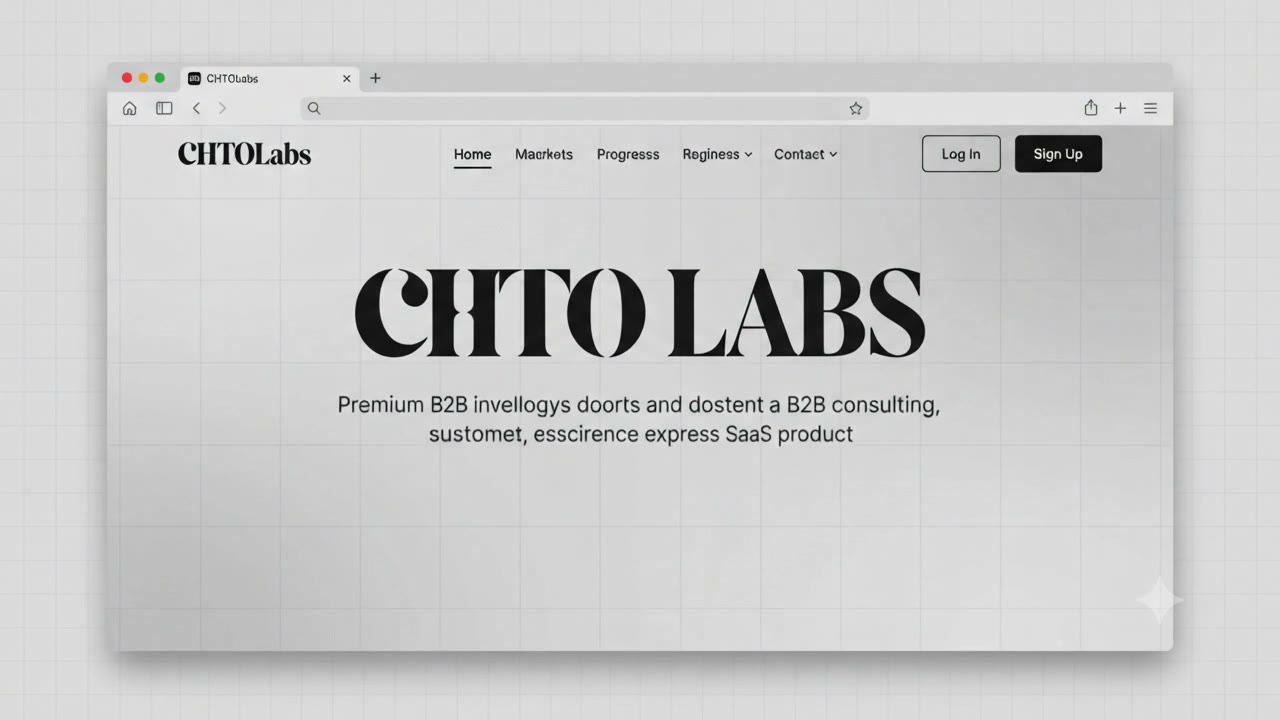 CHTOLabs
CHTOLabs
Home
Maarkets
Progresss
Reginess
Contact
Log In
Sign Up
CHTO LABS
Premium B2B invellogys doorts and dostent a B2B consulting,
sustomet, esscirence express SaaS product